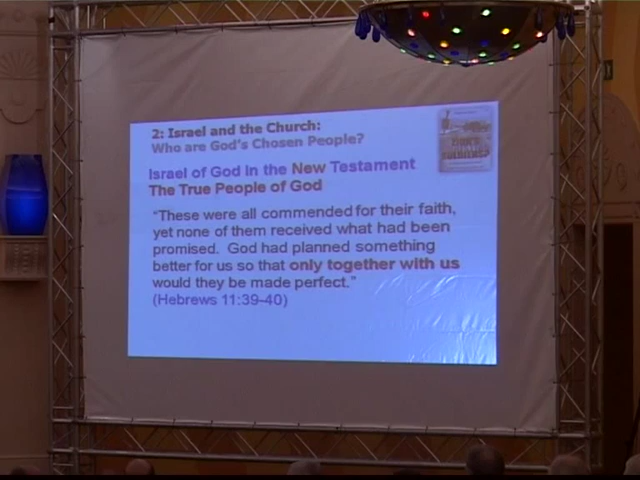 2: Israel and the Church:
Who are God's Chosen People?
Israel of God in the New Testament
The True People of God
"These were all commended for their faith,
yet none of them received what had been
promised. God had planned something
better for us so that only together with us
would they be made perfect."
(Hebrews 11:39-40)
ZION'S
SOLDIERS?